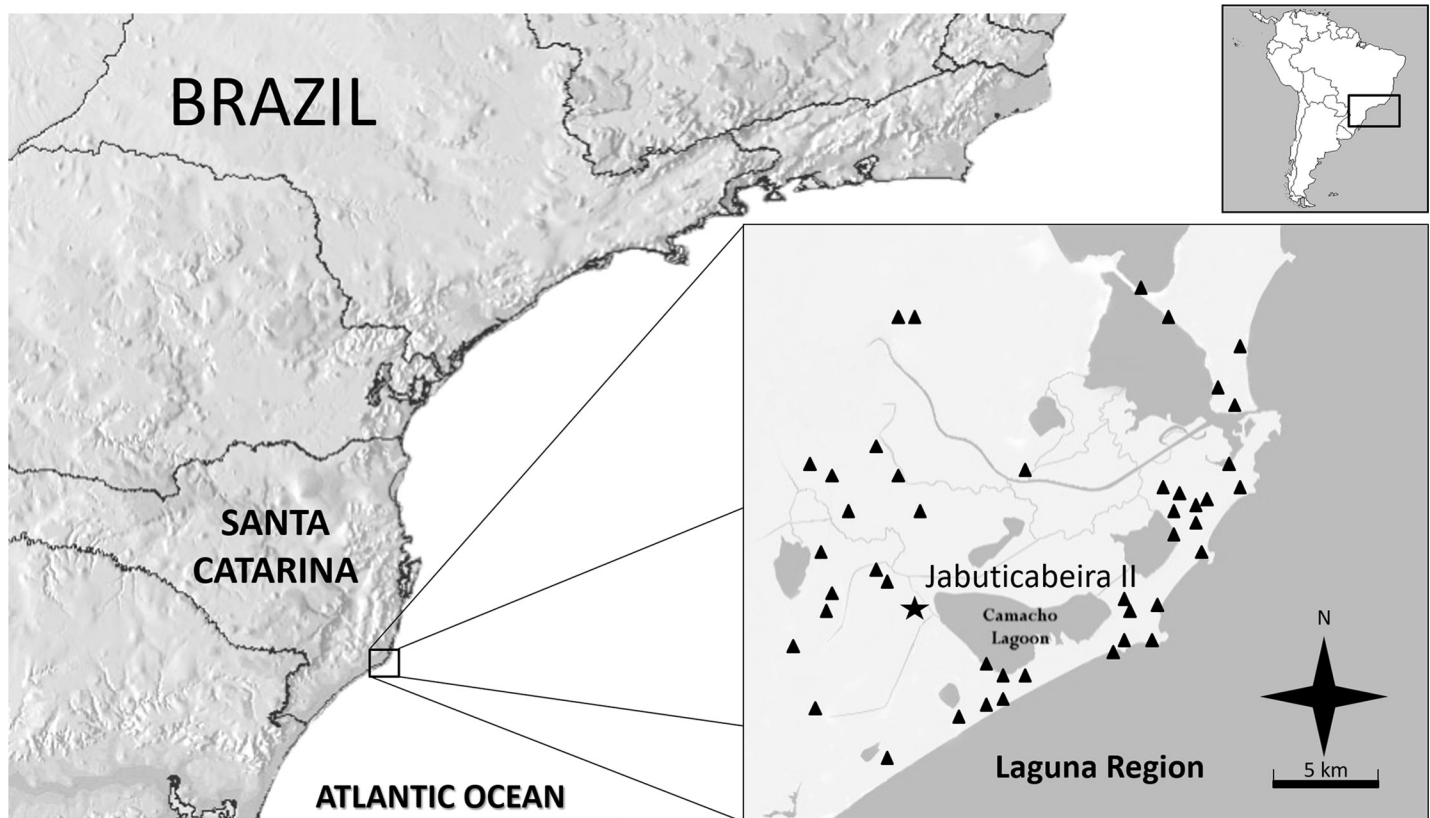 BRAZIL
SANTA
CATARINA
ATLANTIC OCEAN
Jabuticabeira II
Camacho
Lagoon
Laguna Region
N
5 km